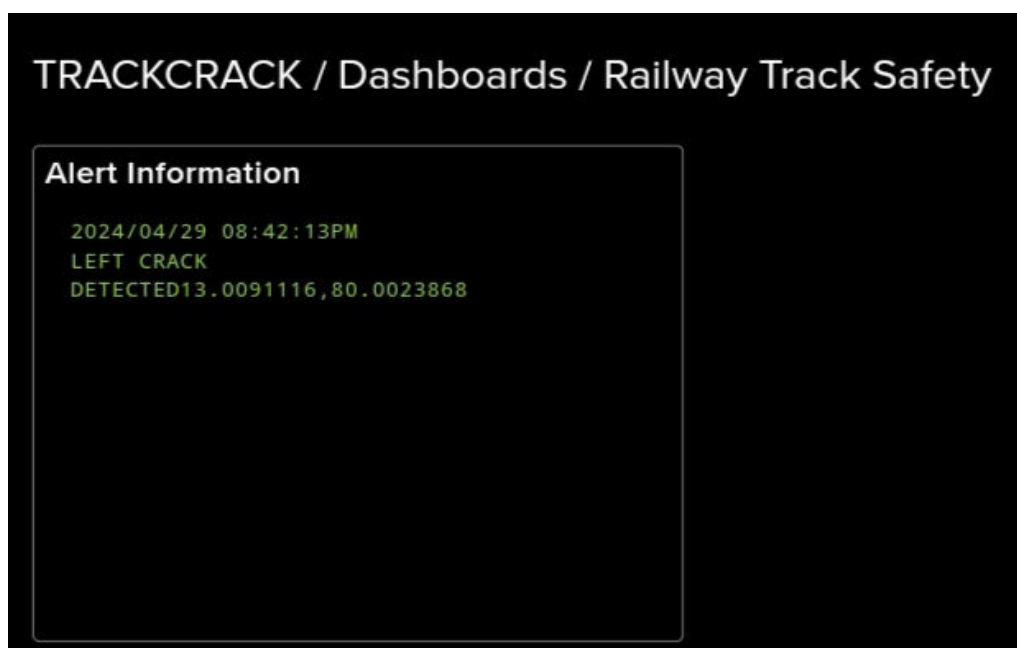 TRACKCRACK / Dashboards / Railway Track Safety
Alert Information
2024/04/29 08:42:13PM
LEFT CRACK
DETECTED13.0091116,80.0023868